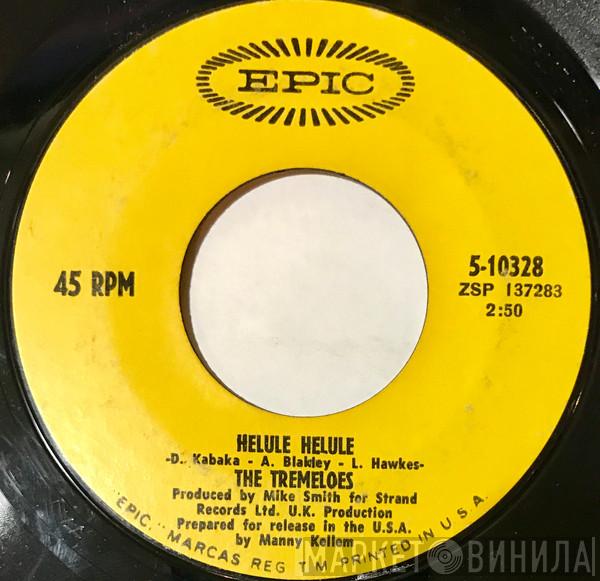 EPIC
45 RPM
5-10328
ZSP 137283
2:50
HELULE HELULE
-D. Kabaka - A. Blakley - L. Hawkes-
THE TREMELOES
Produced by Mike Smith for Strand
Records Ltd. U.K. Production
Prepared for release in the U.S.A.
by Manny Kellem
"EPIC," MARCAS REG T M. PRINTED IN U.S.A.
МАРКЕТ ВИНИЛА